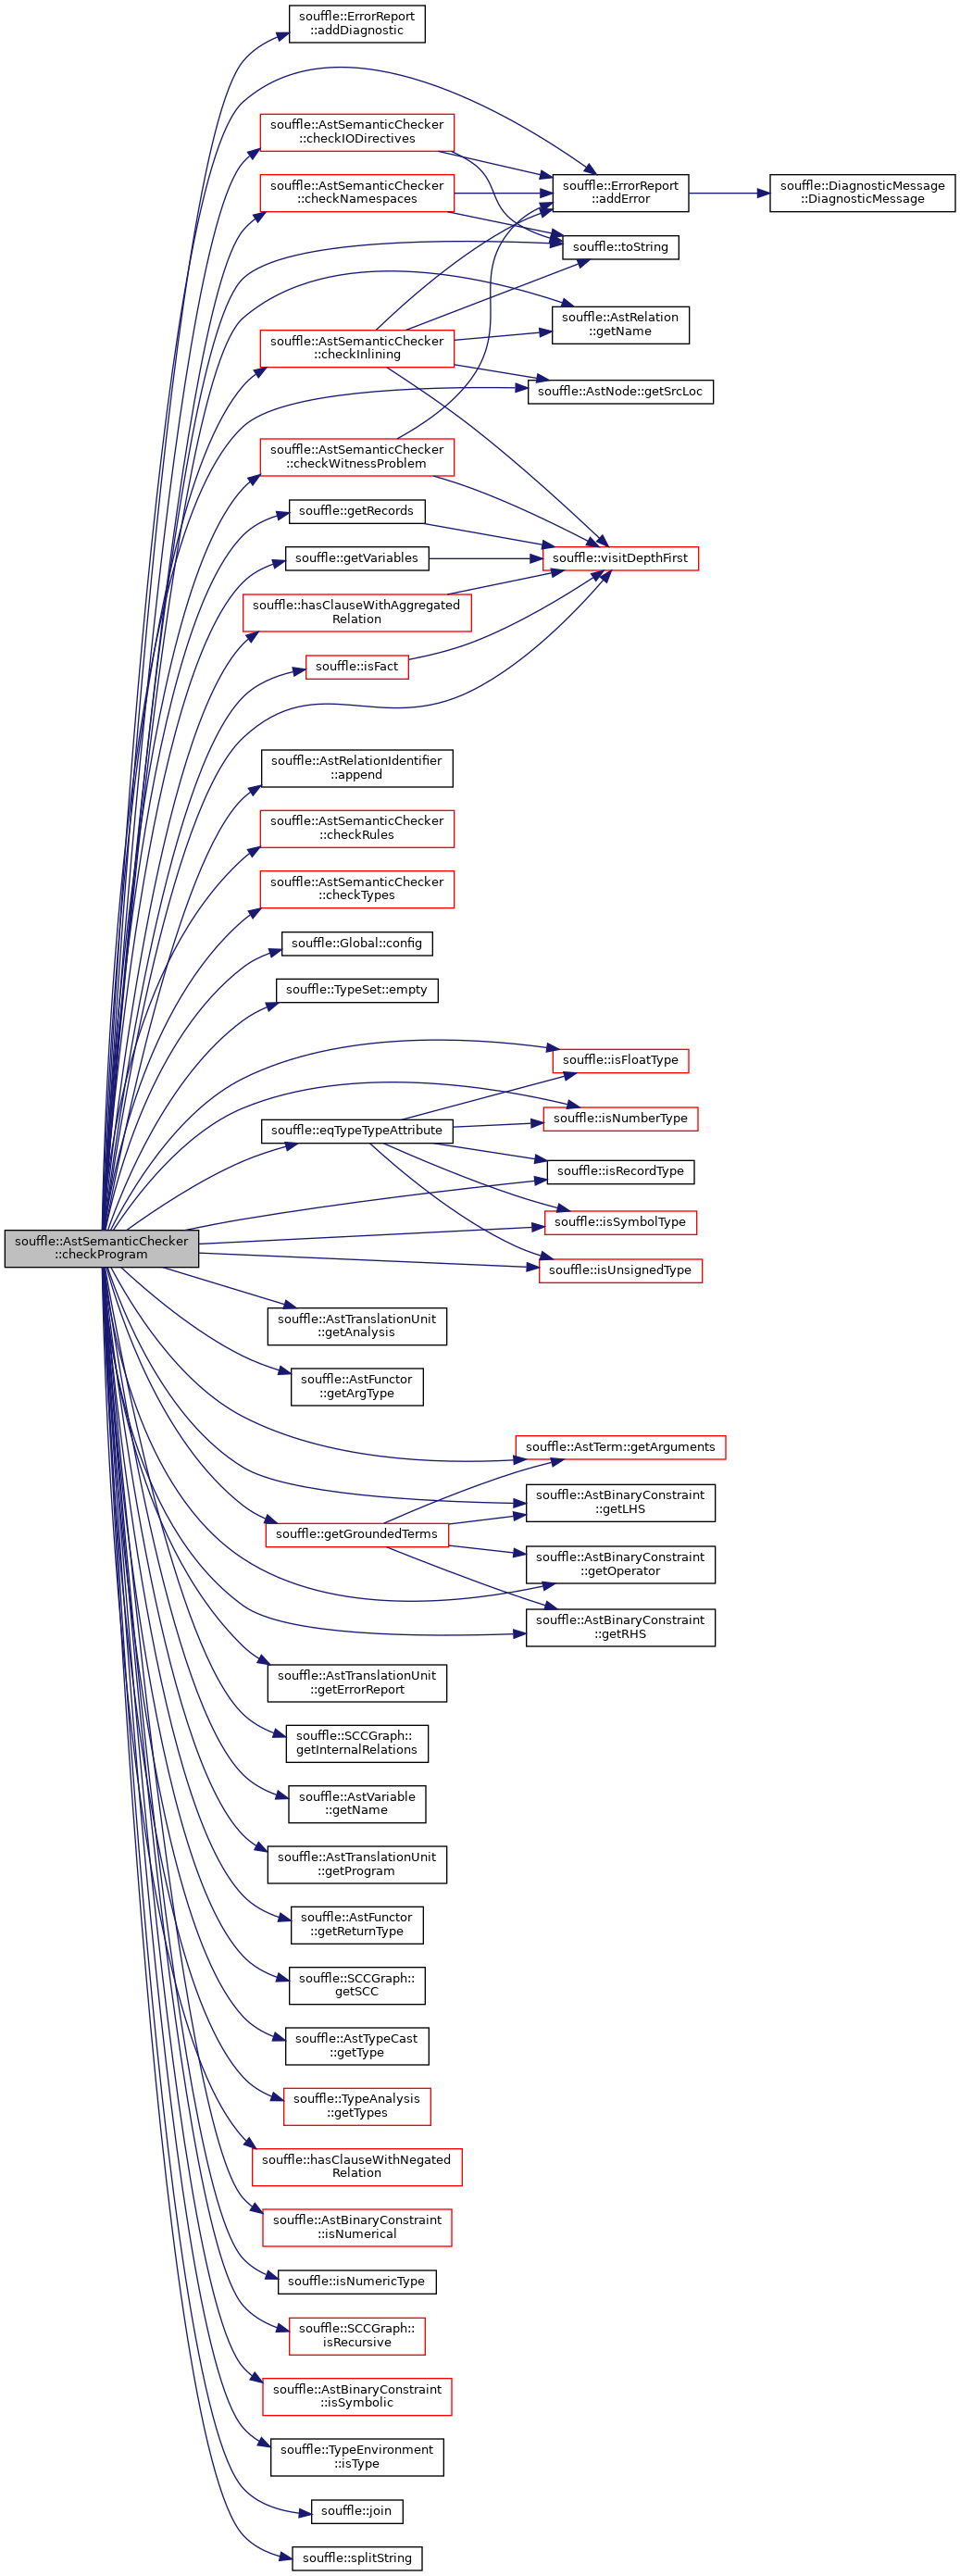 souffle::ErrorReport
::addDiagnostic
souffle::AstSemanticChecker
::checkIODirectives
souffle::AstSemanticChecker
::checkNamespaces
souffle::ErrorReport
::addError
souffle::DiagnosticMessage
::DiagnosticMessage
souffle::toString
souffle::AstRelation
::getName
souffle::AstSemanticChecker
::checkInlining
souffle::AstNode::getSrcLoc
souffle::AstSemanticChecker
::checkWitnessProblem
souffle::getRecords
souffle::getVariables
souffle::visitDepthFirst
souffle::hasClauseWithAggregated
Relation
souffle::isFact
souffle::AstRelationIdentifier
::append
souffle::AstSemanticChecker
::checkRules
souffle::AstSemanticChecker
::checkTypes
souffle::Global::config
souffle::TypeSet::empty
souffle::isFloatType
souffle::isNumberType
souffle::eqTypeTypeAttribute
souffle::isRecordType
souffle::isSymbolType
souffle::AstSemanticChecker
::checkProgram
souffle::isUnsignedType
souffle::AstTranslationUnit
::getAnalysis
souffle::AstFunctor
::getArgType
souffle::AstTerm::getArguments
souffle::AstBinaryConstraint
::getLHS
souffle::getGroundedTerms
souffle::AstBinaryConstraint
::getOperator
souffle::AstBinaryConstraint
::getRHS
souffle::AstTranslationUnit
::getErrorReport
souffle::SCCGraph::
getInternalRelations
souffle::AstVariable
::getName
souffle::AstTranslationUnit
::getProgram
souffle::AstFunctor
::getReturnType
souffle::SCCGraph::
getSCC
souffle::AstTypeCast
::getType
souffle::TypeAnalysis
::getTypes
souffle::hasClauseWithNegated
Relation
souffle::AstBinaryConstraint
::isNumerical
souffle::isNumericType
souffle::SCCGraph::
isRecursive
souffle::AstBinaryConstraint
::isSymbolic
souffle::TypeEnvironment
::isType
souffle::join
souffle::splitString